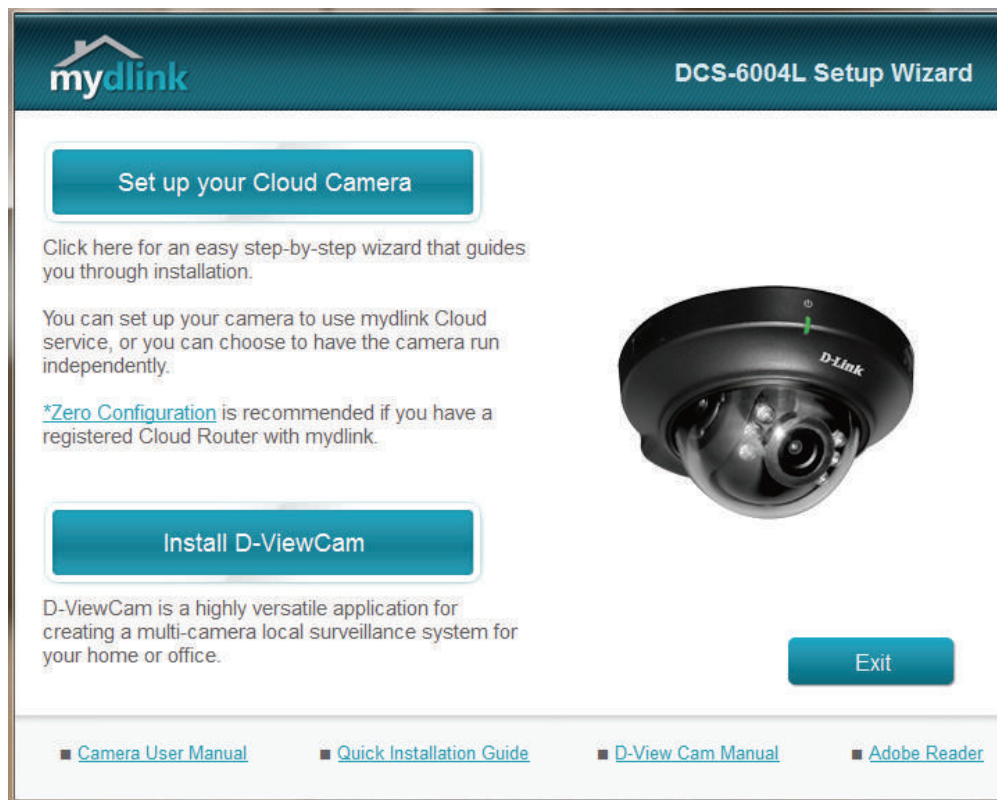 mydlink
DCS-6004L Setup Wizard
Set up your Cloud Camera
Click here for an easy step-by-step wizard that guides
you through installation.
You can set up your camera to use mydlink Cloud
service, or you can choose to have the camera run
independently.
*Zero Configuration is recommended if you have a
registered Cloud Router with mydlink.
D-Link
Install D-ViewCam
D-ViewCam is a highly versatile application for
creating a multi-camera local surveillance system for
your home or office.
Exit
■ Camera User Manual ■ Quick Installation Guide ■ D-View Cam Manual ■ Adobe Reader